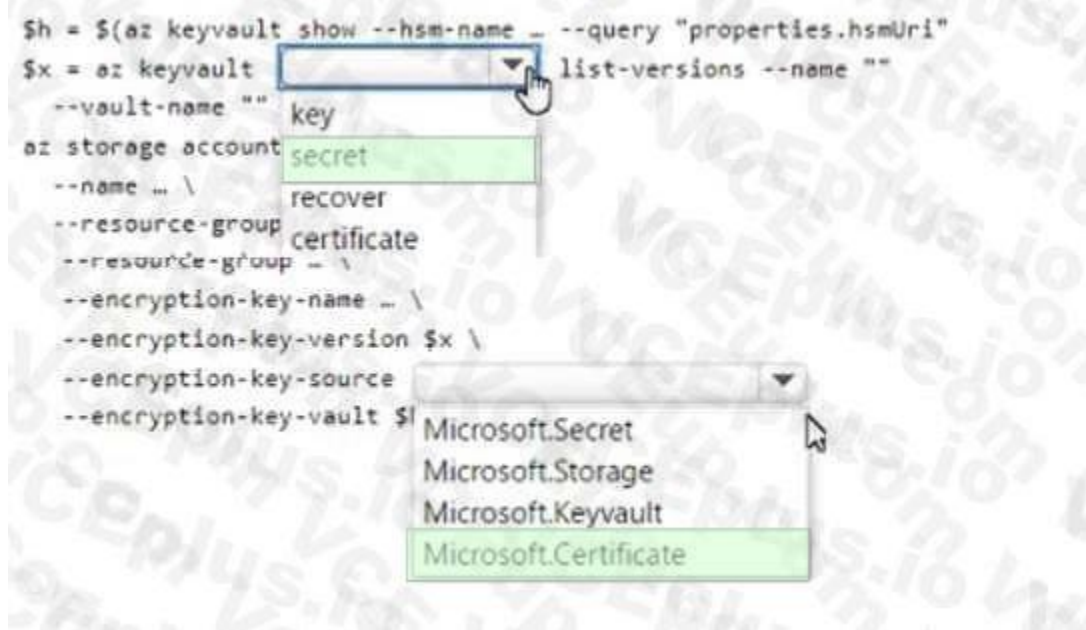 $h = $(az keyvault show --hsm-name … --query "properties.hsmUri"
$x = az keyvault list-versions --name ""
--vault-name ""
key
az storage account
secret
--name … \
recover
--resource-group
certificate
--resource-group … \
--encryption-key-name … \
--encryption-key-version $x \
--encryption-key-source
--encryption-key-vault $
Microsoft.Secret
Microsoft.Storage
Microsoft.Keyvault
Microsoft.Certificate
VCEplus.io